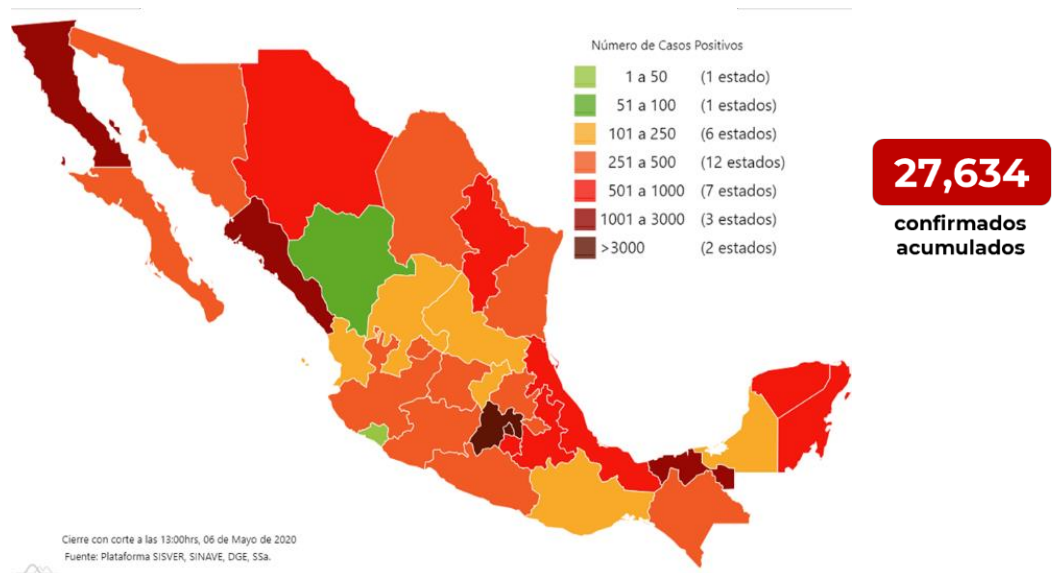 Número de Casos Positivos
1 a 50 (1 estado)
51 a 100 (1 estados)
101 a 250 (6 estados)
251 a 500 (12 estados)
501 a 1000 (7 estados)
1001 a 3000 (3 estados)
>3000 (2 estados)
27,634
confirmados
acumulados
Cierre con corte a las 13:00hrs, 06 de Mayo de 2020
Fuente: Plataforma SISVER, SINAVE, DGE, SSa.